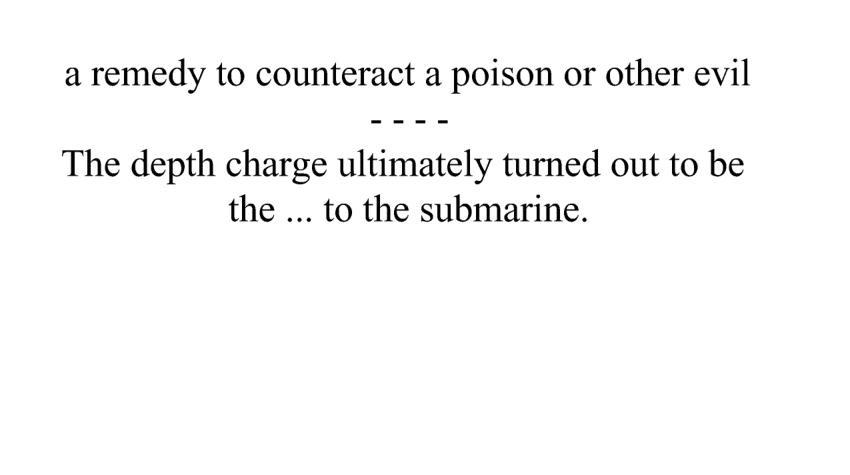 a remedy to counteract a poison or other evil
- - - -
The depth charge ultimately turned out to be
the ... to the submarine.